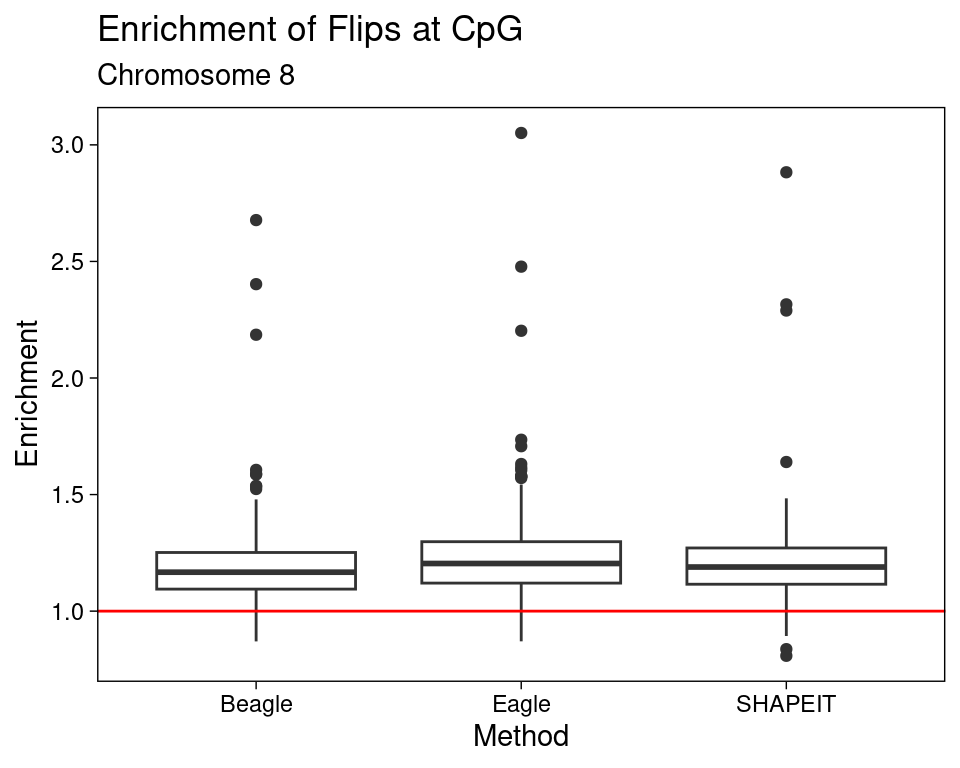 Enrichment of Flips at CpG
Chromosome 8
3.0
2.5
2.0
1.5
1.0
Enrichment
Beagle
Eagle
SHAPEIT
Method